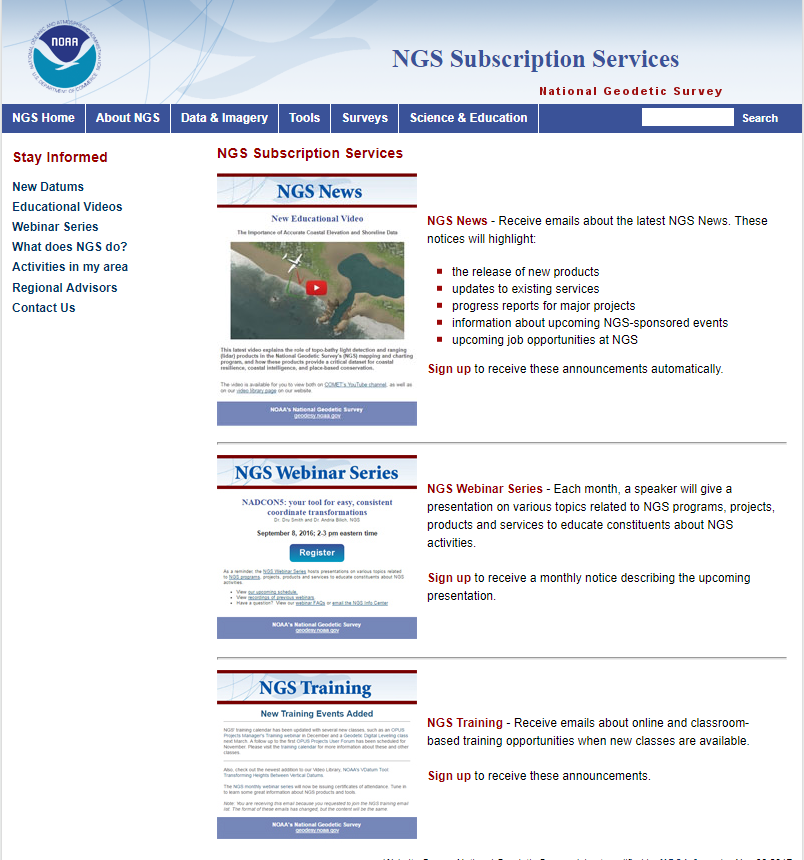 NOAA
NATIONAL OCEANIC AND ATMOSPHERIC ADMINISTRATION
U.S. DEPARTMENT OF COMMERCE
NGS Subscription Services
National Geodetic Survey
NGS Home
About NGS
Data & Imagery
Tools
Surveys
Science & Education
Search
Stay Informed
New Datums
Educational Videos
Webinar Series
What does NGS do?
Activities in my area
Regional Advisors
Contact Us
NGS Subscription Services
NGS News
New Educational Video
The Importance of Accurate Coastal Elevation and Shoreline Data
This latest video explains the role of topo-bathy light detection and ranging
(lidar) products in the National Geodetic Survey's (NGS) mapping and charting
program, and how these products provide a critical dataset for coastal
resilience, coastal intelligence, and place-based conservation.
The video is available for you to view both on COMET's YouTube channel, as well as
on our video library page on our website.
NOAA's National Geodetic Survey
geodesy.noaa.gov
NGS News - Receive emails about the latest NGS News. These
notices will highlight:
the release of new products
updates to existing services
progress reports for major projects
information about upcoming NGS-sponsored events
upcoming job opportunities at NGS
Sign up to receive these announcements automatically.
NGS Webinar Series
NADCON5: your tool for easy, consistent
coordinate transformations
Dr. Dru Smith and Dr. Andria Bilich, NGS
September 8, 2016; 2-3 pm eastern time
Register
As a reminder, the NGS Webinar Series hosts presentations on various topics related
to NGS programs, projects, products and services to educate constituents about NGS
activities.
View our upcoming schedule.
View recordings of previous webinars.
Have a question? View our webinar FAQs or email the NGS Info Center
NOAA's National Geodetic Survey
geodesy.noaa.gov
NGS Webinar Series - Each month, a speaker will give a
presentation on various topics related to NGS programs, projects,
products and services to educate constituents about NGS
activities.
Sign up to receive a monthly notice describing the upcoming
presentation.
NGS Training
New Training Events Added
NGS' training calendar has been updated with several new classes, such as an OPUS
Projects Manager's Training webinar in December and a Geodetic Digital Leveling class
next March. A follow up to the first OPUS Projects User Forum has been scheduled for
November. Please visit the training calendar for more information about these and other
classes.
Also, check out the newest addition to our Video Library, NOAA's VDatum Tool:
Transforming Heights Between Vertical Datums.
The NGS monthly webinar series will now be issuing certificates of attendance. Tune in
to learn some great information about NGS products and tools.
Note: You are receiving this email because you requested to join the NGS training email
list. The format of these emails has changed, but the content will be the same.
NOAA's National Geodetic Survey
geodesy.noaa.gov
NGS Training - Receive emails about online and classroom-
based training opportunities when new classes are available.
Sign up to receive these announcements.